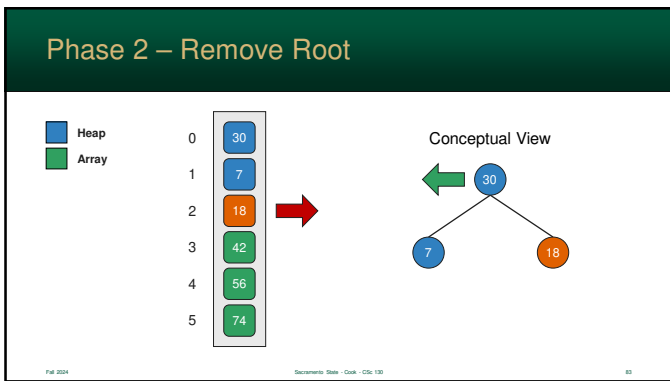 Phase 2 – Remove Root
Heap
Array
0 30
1 7
2 18
3 42
4 56
5 74
Conceptual View
30
7 18
Fall 2024 Sacramento State - Cook - CSc 130 83